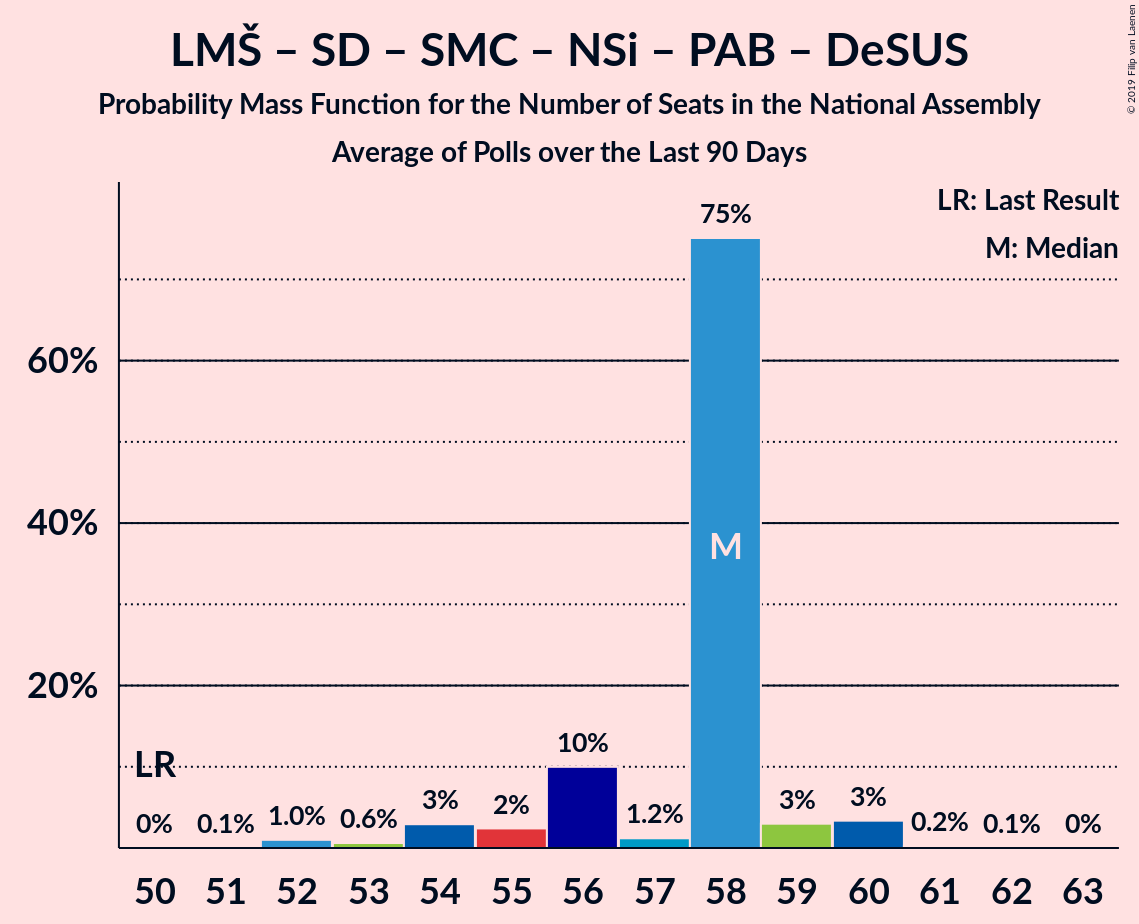 LMŠ – SD – SMC – NSi – PAB – DeSUS
Probability Mass Function for the Number of Seats in the National Assembly
Average of Polls over the Last 90 Days
© 2019 Filip van Laenen
LR: Last Result
M: Median
60%
40%
20%
LR
0%
0.1%
1.0%
0.6%
3%
2%
10%
1.2%
75%
M
3%
3%
0.2%
0.1%
0%
50 51 52 53 54 55 56 57 58 59 60 61 62 63